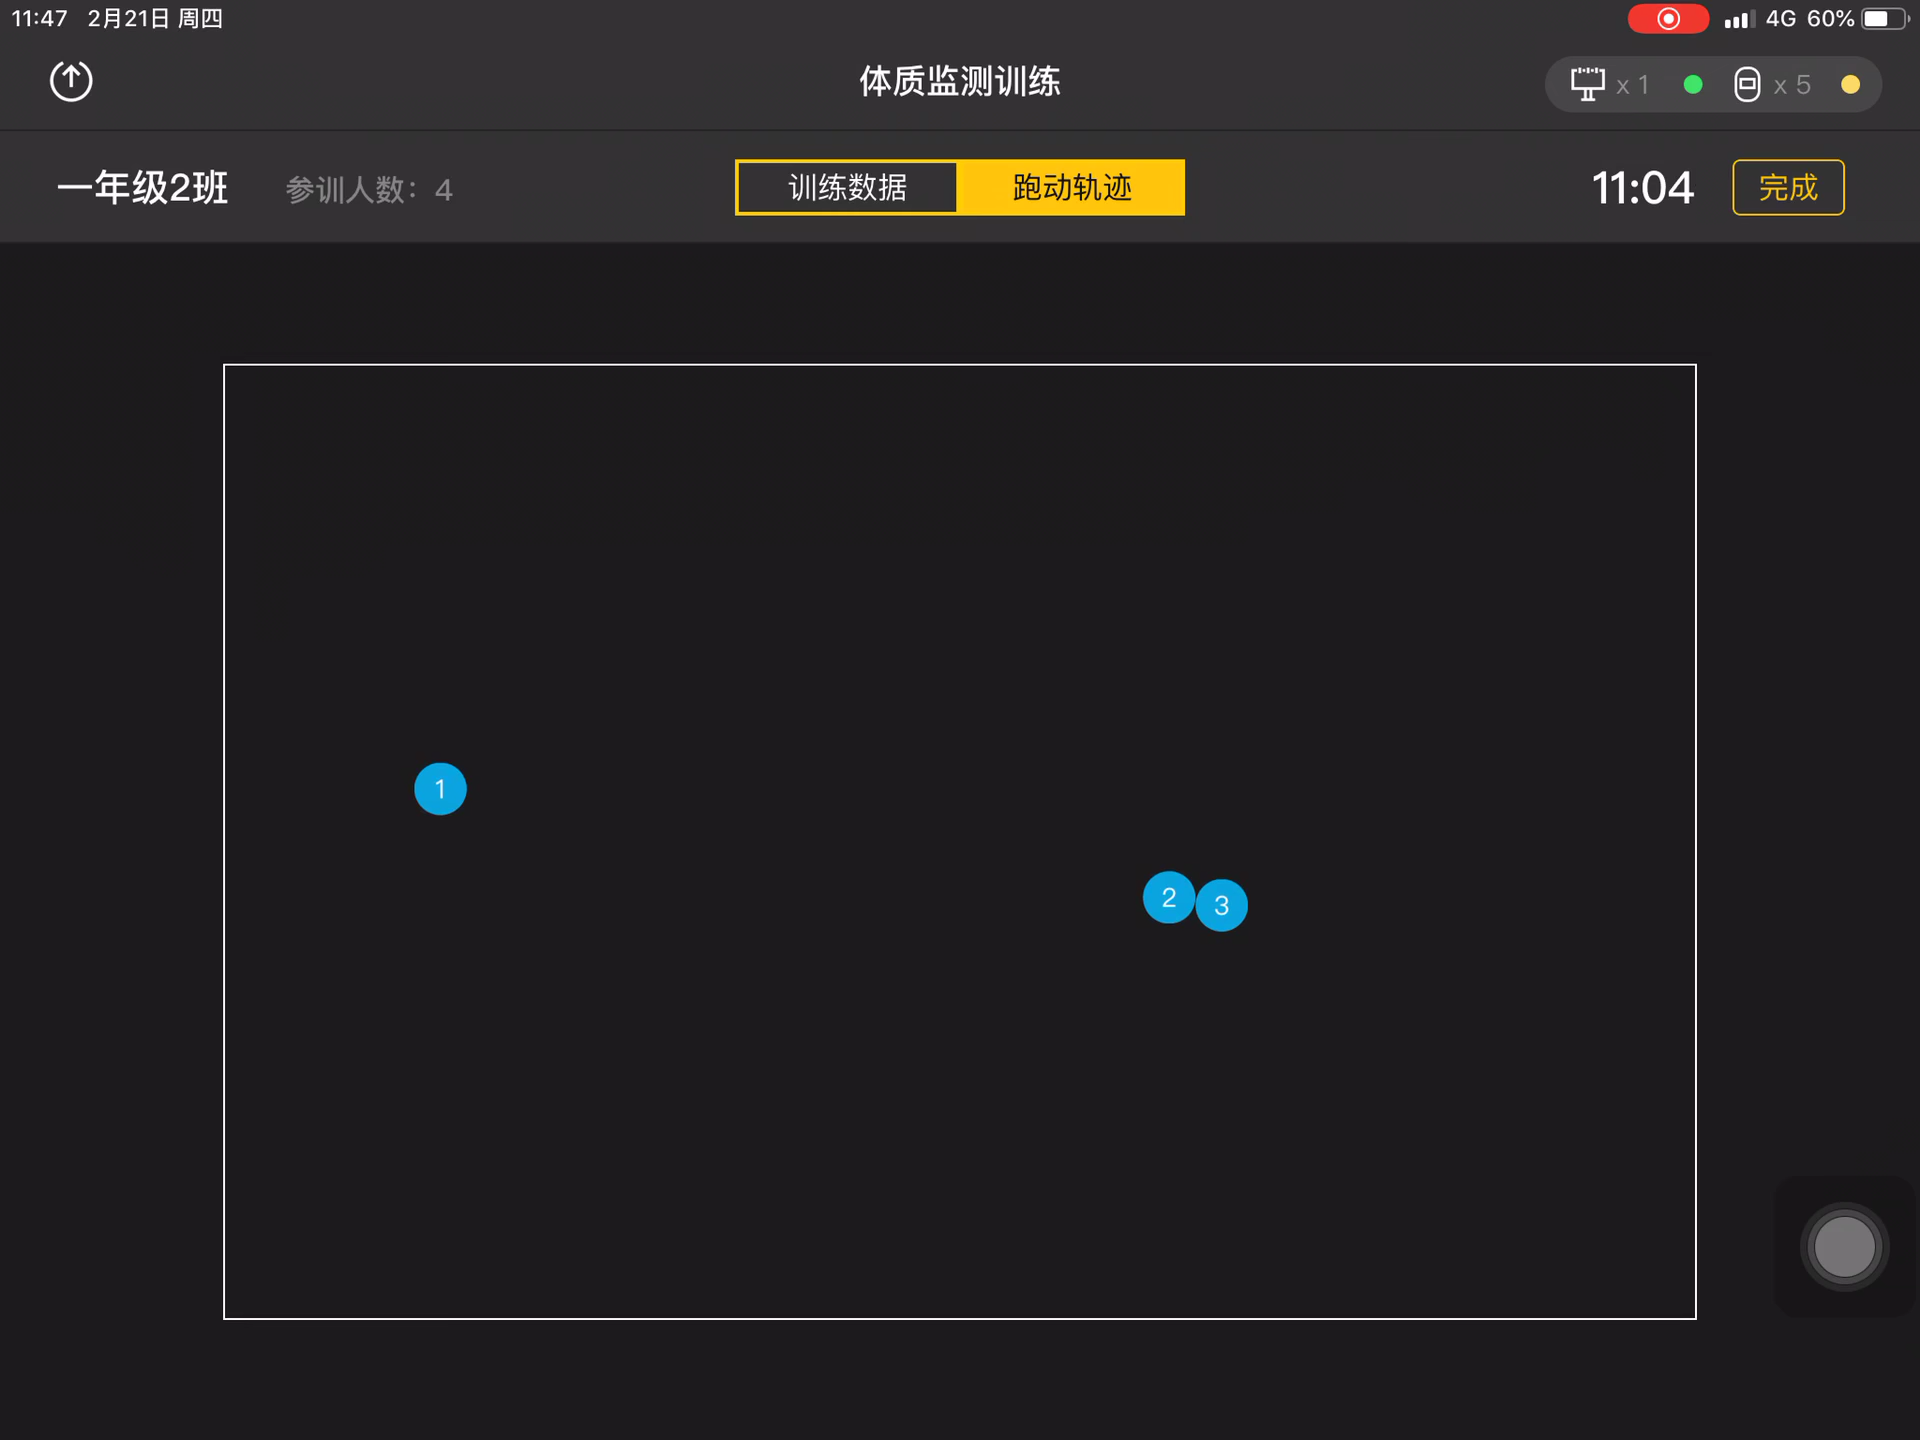 11:47 2月21日 周四 4G 60%
体质监测训练
x 1 x 5
一年级2班 参训人数：4 训练数据 跑动轨迹 11:04 完成
1
2
3